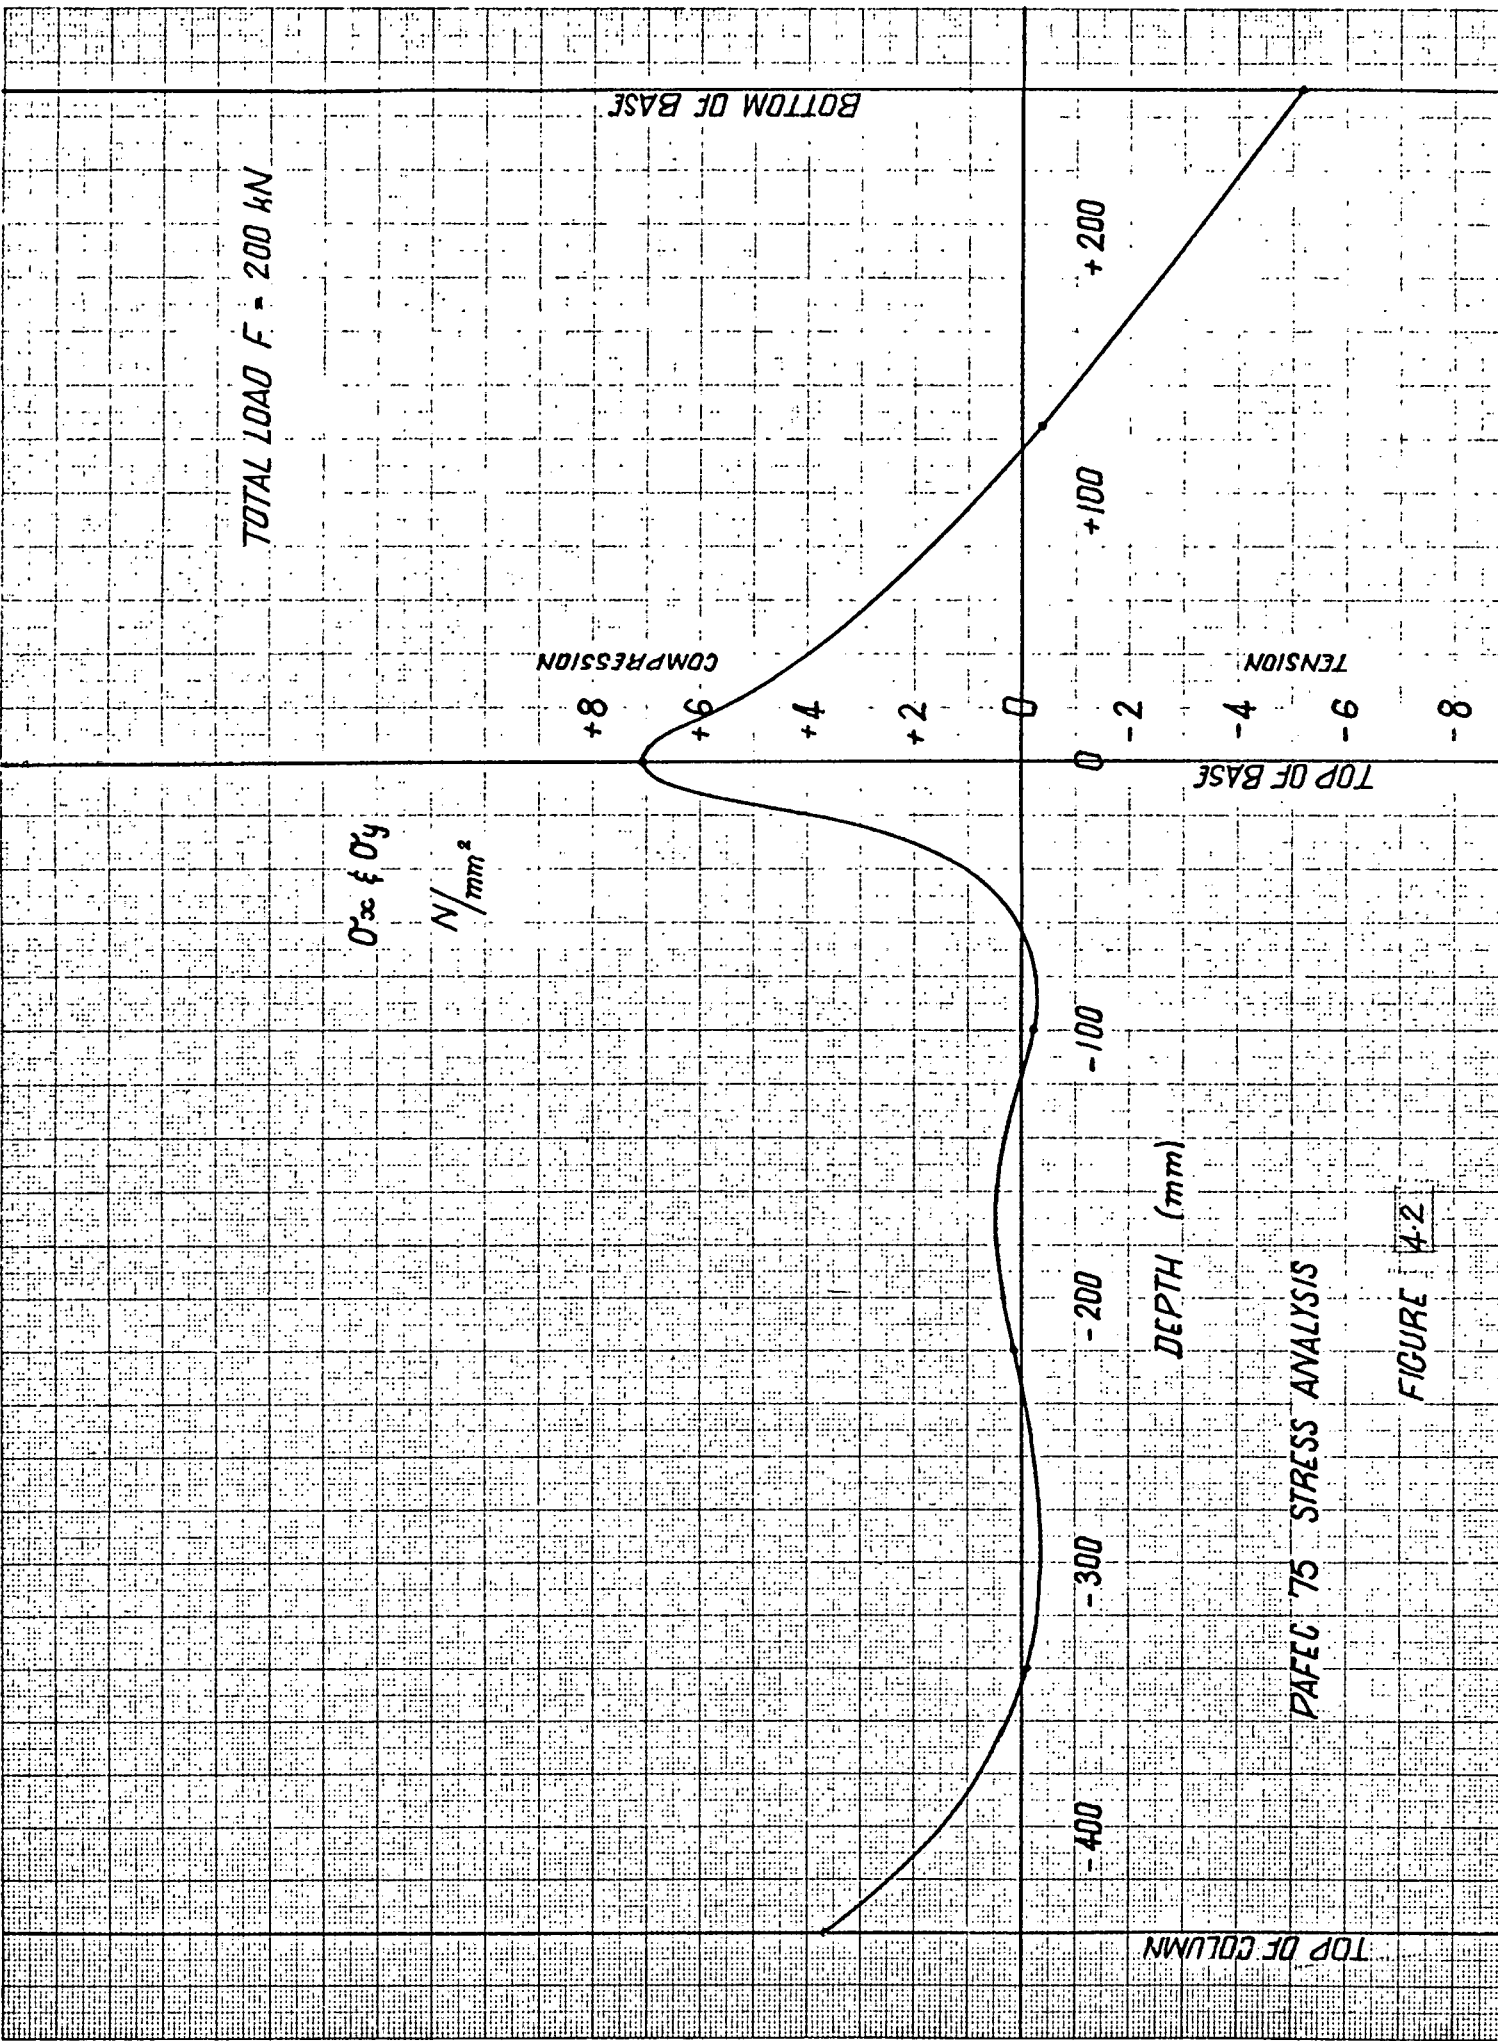 TOTAL LOAD F = 200 kN
σx & σy
N/mm²
COMPRESSION
+8
+6
+4
+2
0
-2
-4
-6
-8
TENSION
TOP OF COLUMN
TOP OF BASE
BOTTOM OF BASE
-400
-300
-200
-100
0
+100
+200
DEPTH (mm)
PAFEC 75 STRESS ANALYSIS
FIGURE 4·2